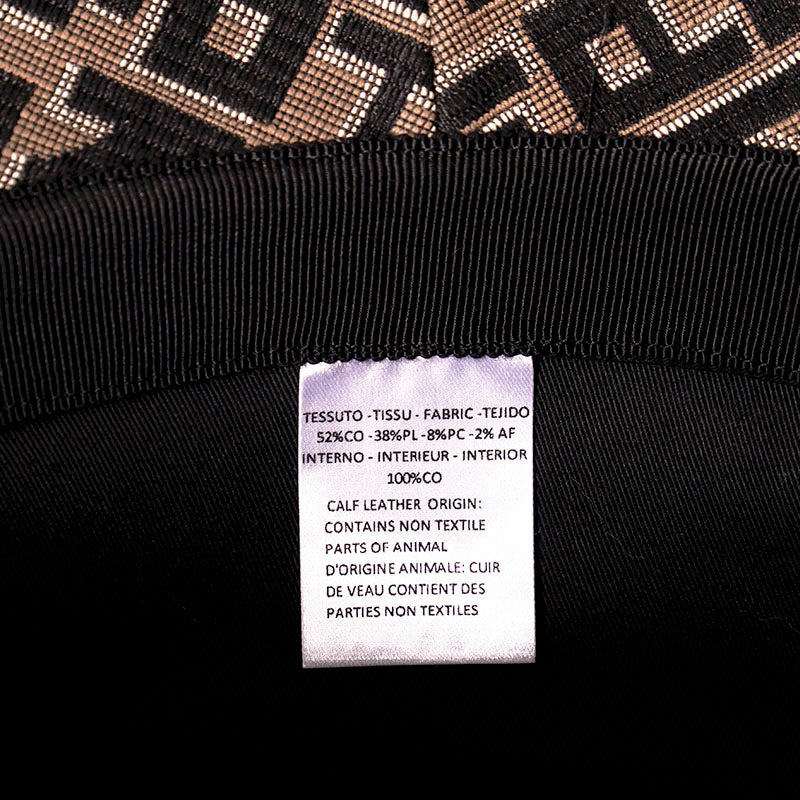 TESSUTO -TISSU - FABRIC -TEJIDO
52%CO -38%PL -8%PC -2% AF
INTERNO - INTERIEUR - INTERIOR
100%CO
CALF LEATHER ORIGIN:
CONTAINS NON TEXTILE
PARTS OF ANIMAL
D'ORIGINE ANIMALE: CUIR
DE VEAU CONTIENT DES
PARTIES NON TEXTILES